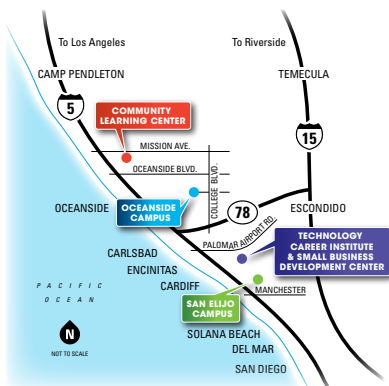 To Los Angeles
To Riverside
CAMP PENDLETON
TEMECULA
5
COMMUNITY
LEARNING CENTER
15
MISSION AVE.
OCEANSIDE BLVD.
COLLEGE BLVD.
OCEANSIDE
OCEANSIDE
CAMPUS
78
ESCONDIDO
PALOMAR AIRPORT RD.
TECHNOLOGY
CAREER INSTITUTE
& SMALL BUSINESS
DEVELOPMENT CENTER
CARLSBAD
ENCINITAS
CARDIFF
PACIFIC
OCEAN
SAN ELIJO
CAMPUS
MANCHESTER
N
NOT TO SCALE
SOLANA BEACH
DEL MAR
SAN DIEGO